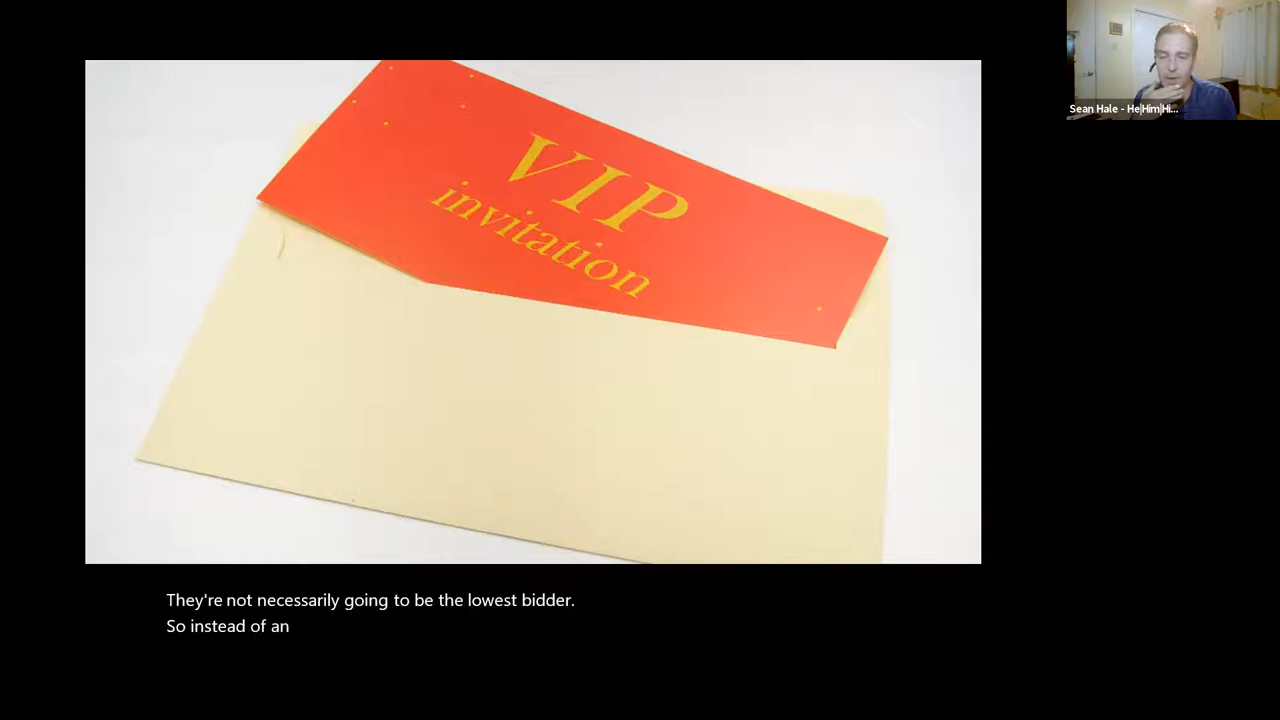 Sean Hale - He|Him|Hi...
VIP
invitation
They're not necessarily going to be the lowest bidder.
So instead of an